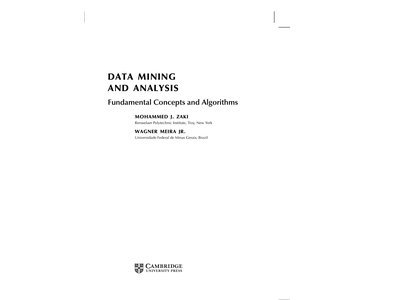 DATA MINING
AND ANALYSIS
Fundamental Concepts and Algorithms
MOHAMMED J. ZAKI
Rensselaer Polytechnic Institute, Troy, New York
WAGNER MEIRA JR.
Universidade Federal de Minas Gerais, Brazil
CAMBRIDGE
UNIVERSITY PRESS